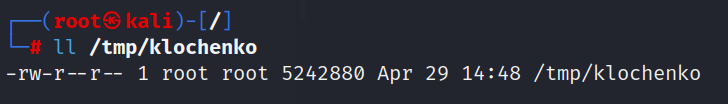 ┌──(root㉿kali)-[/]
└─# ll /tmp/klochenko
-rw-r--r-- 1 root root 5242880 Apr 29 14:48 /tmp/klochenko